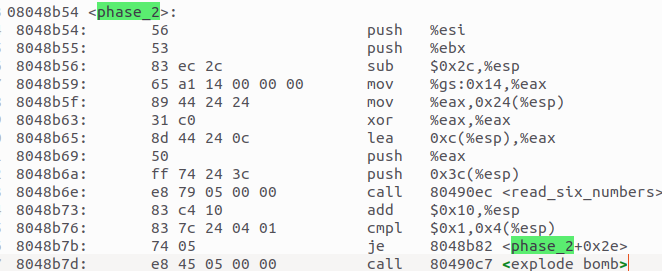 08048b54 <phase_2>:
8048b54: 56 push %esi
8048b55: 53 push %ebx
8048b56: 83 ec 2c sub $0x2c,%esp
8048b59: 65 a1 14 00 00 00 mov %gs:0x14,%eax
8048b5f: 89 44 24 24 mov %eax,0x24(%esp)
8048b63: 31 c0 xor %eax,%eax
8048b65: 8d 44 24 0c lea 0xc(%esp),%eax
8048b69: 50 push %eax
8048b6a: ff 74 24 3c push 0x3c(%esp)
8048b6e: e8 79 05 00 00 call 80490ec <read_six_numbers>
8048b73: 83 c4 10 add $0x10,%esp
8048b76: 83 7c 24 04 01 cmpl $0x1,0x4(%esp)
8048b7b: 74 05 je 8048b82 <phase_2+0x2e>
8048b7d: e8 45 05 00 00 call 80490c7 <explode_bomb>